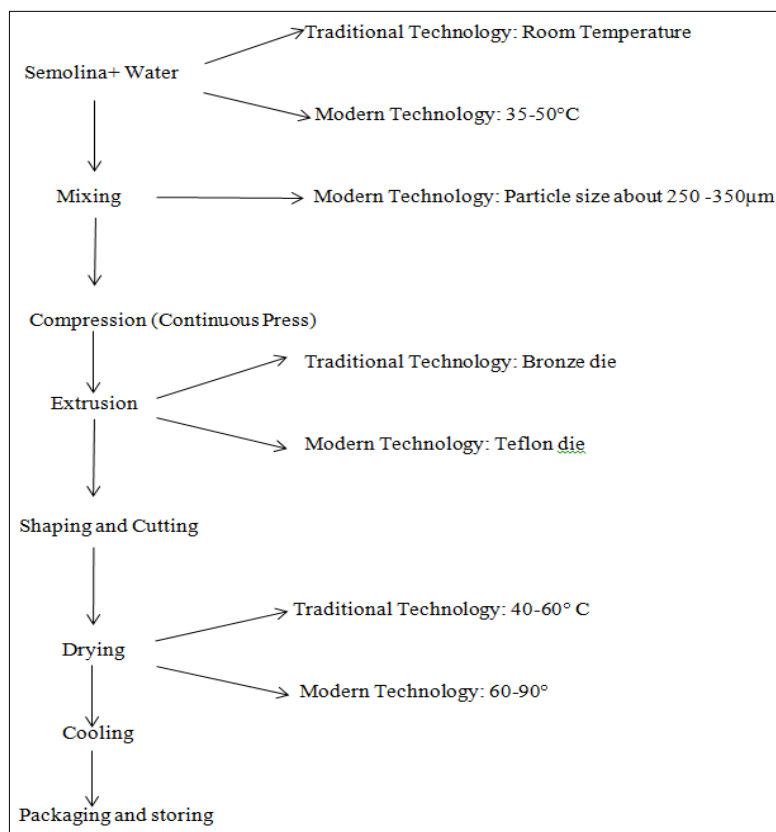 Traditional Technology: Room Temperature
Semolina+ Water
Modern Technology: 35-50°C
Mixing
Modern Technology: Particle size about 250 -350µm
Compression (Continuous Press)
Traditional Technology: Bronze die
Extrusion
Modern Technology: Teflon die
Shaping and Cutting
Traditional Technology: 40-60° C
Drying
Modern Technology: 60-90°
Cooling
Packaging and storing